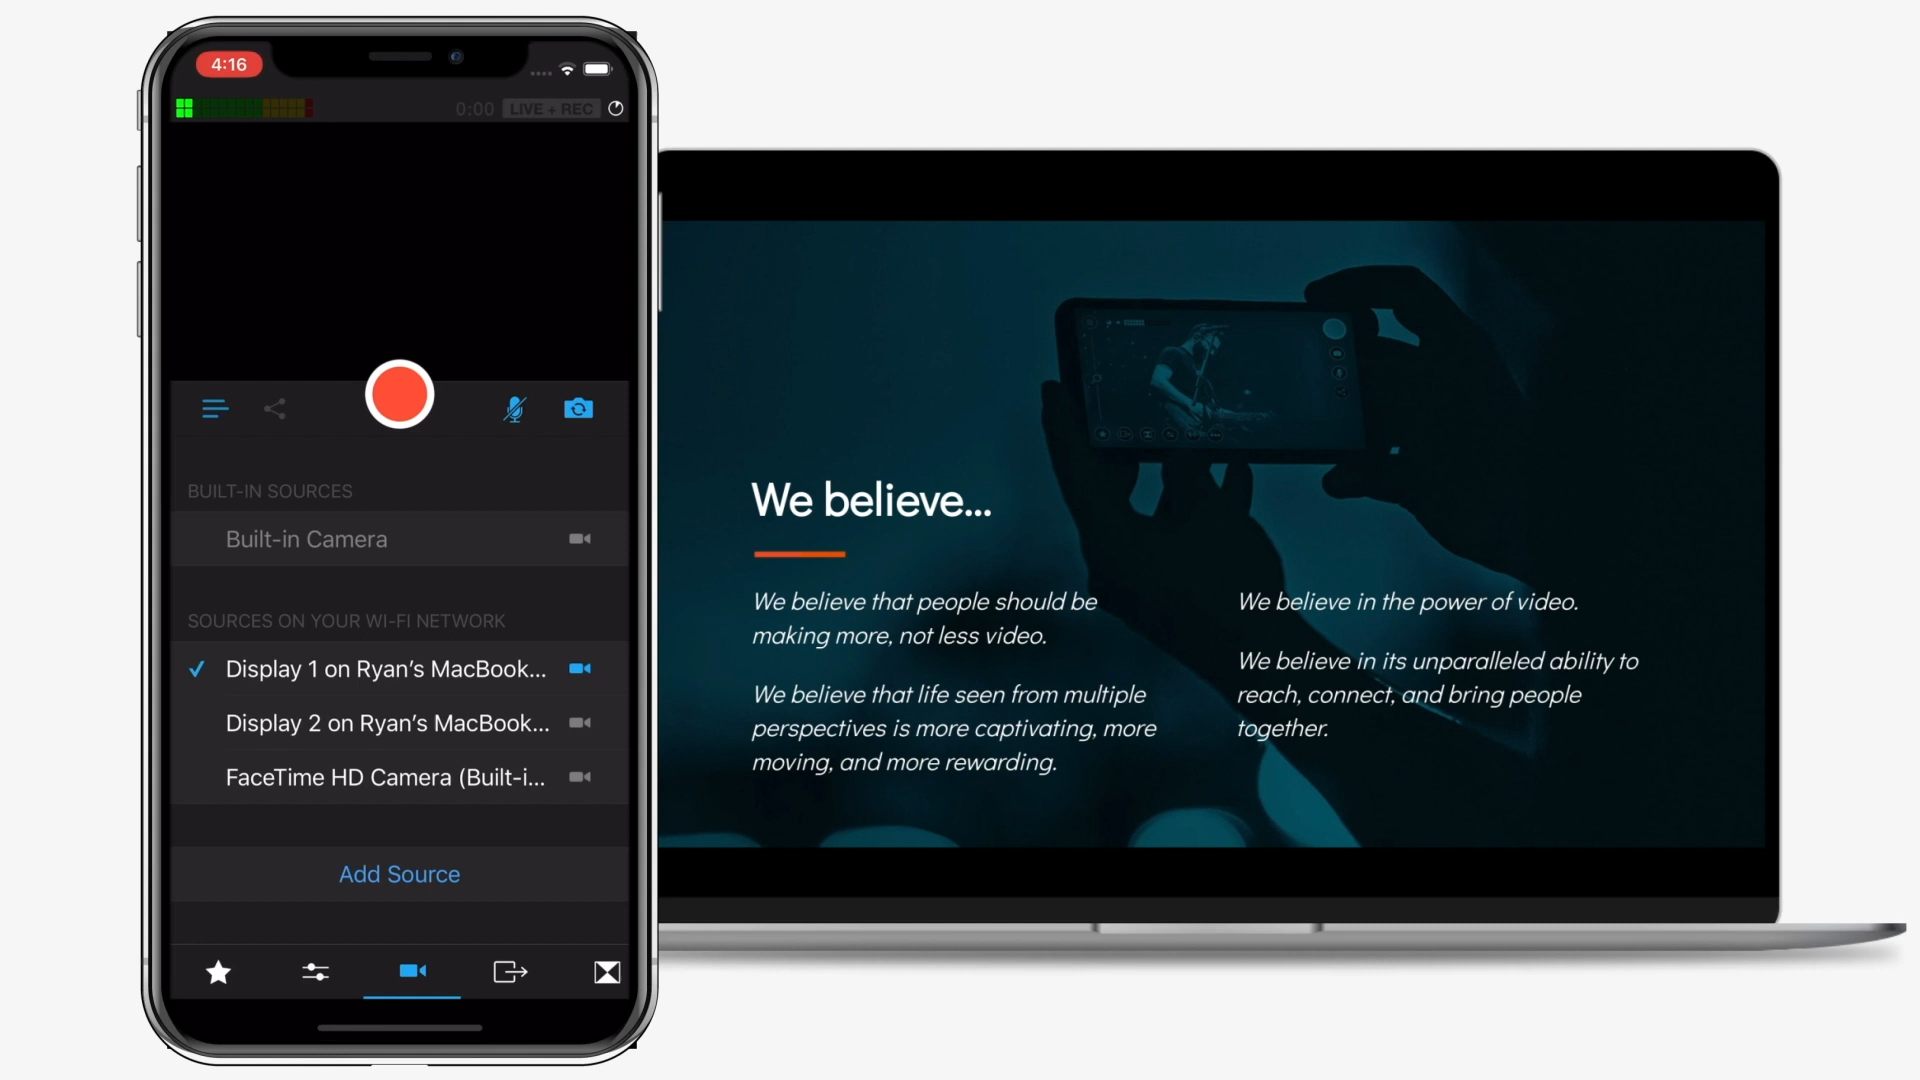 4:16
0:00 LIVE + REC
BUILT-IN SOURCES
Built-in Camera
SOURCES ON YOUR WI-FI NETWORK
Display 1 on Ryan’s MacBook...
Display 2 on Ryan’s MacBook...
FaceTime HD Camera (Built-i...
Add Source
We believe...
We believe that people should be
making more, not less video.
We believe that life seen from multiple
perspectives is more captivating, more
moving, and more rewarding.
We believe in the power of video.
We believe in its unparalleled ability to
reach, connect, and bring people
together.